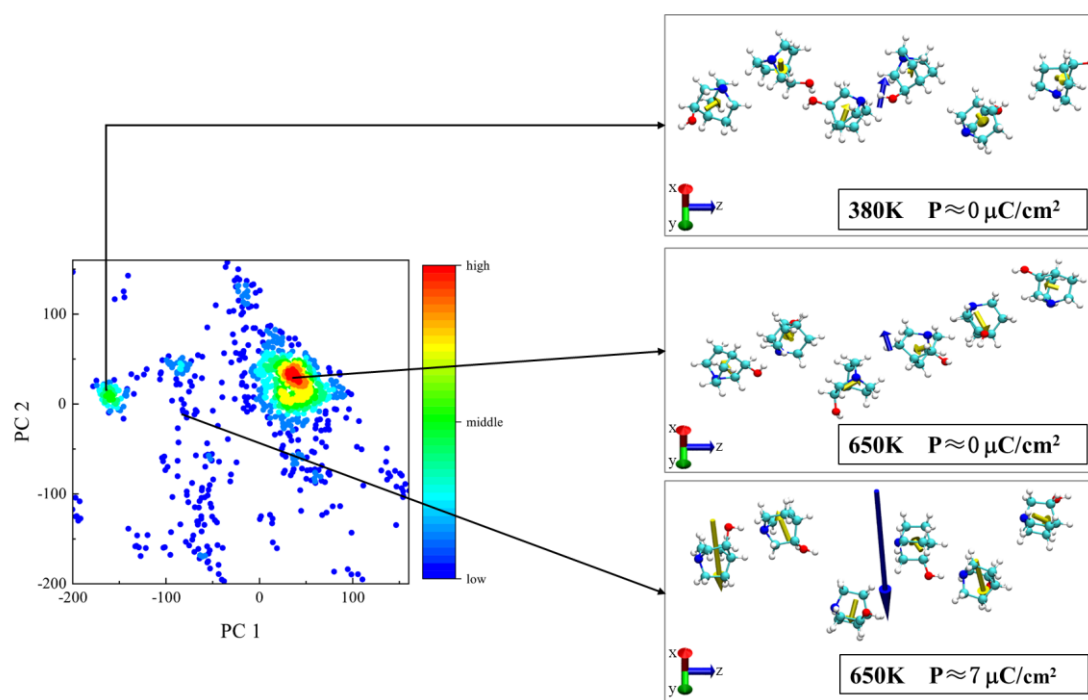 x
z
y
380K P≈0 μC/cm²
high
middle
low
100
0
-100
-200
-200
-100
0
100
PC 2
PC 1
x
z
y
650K P≈0 μC/cm²
x
z
y
650K P≈7 μC/cm²